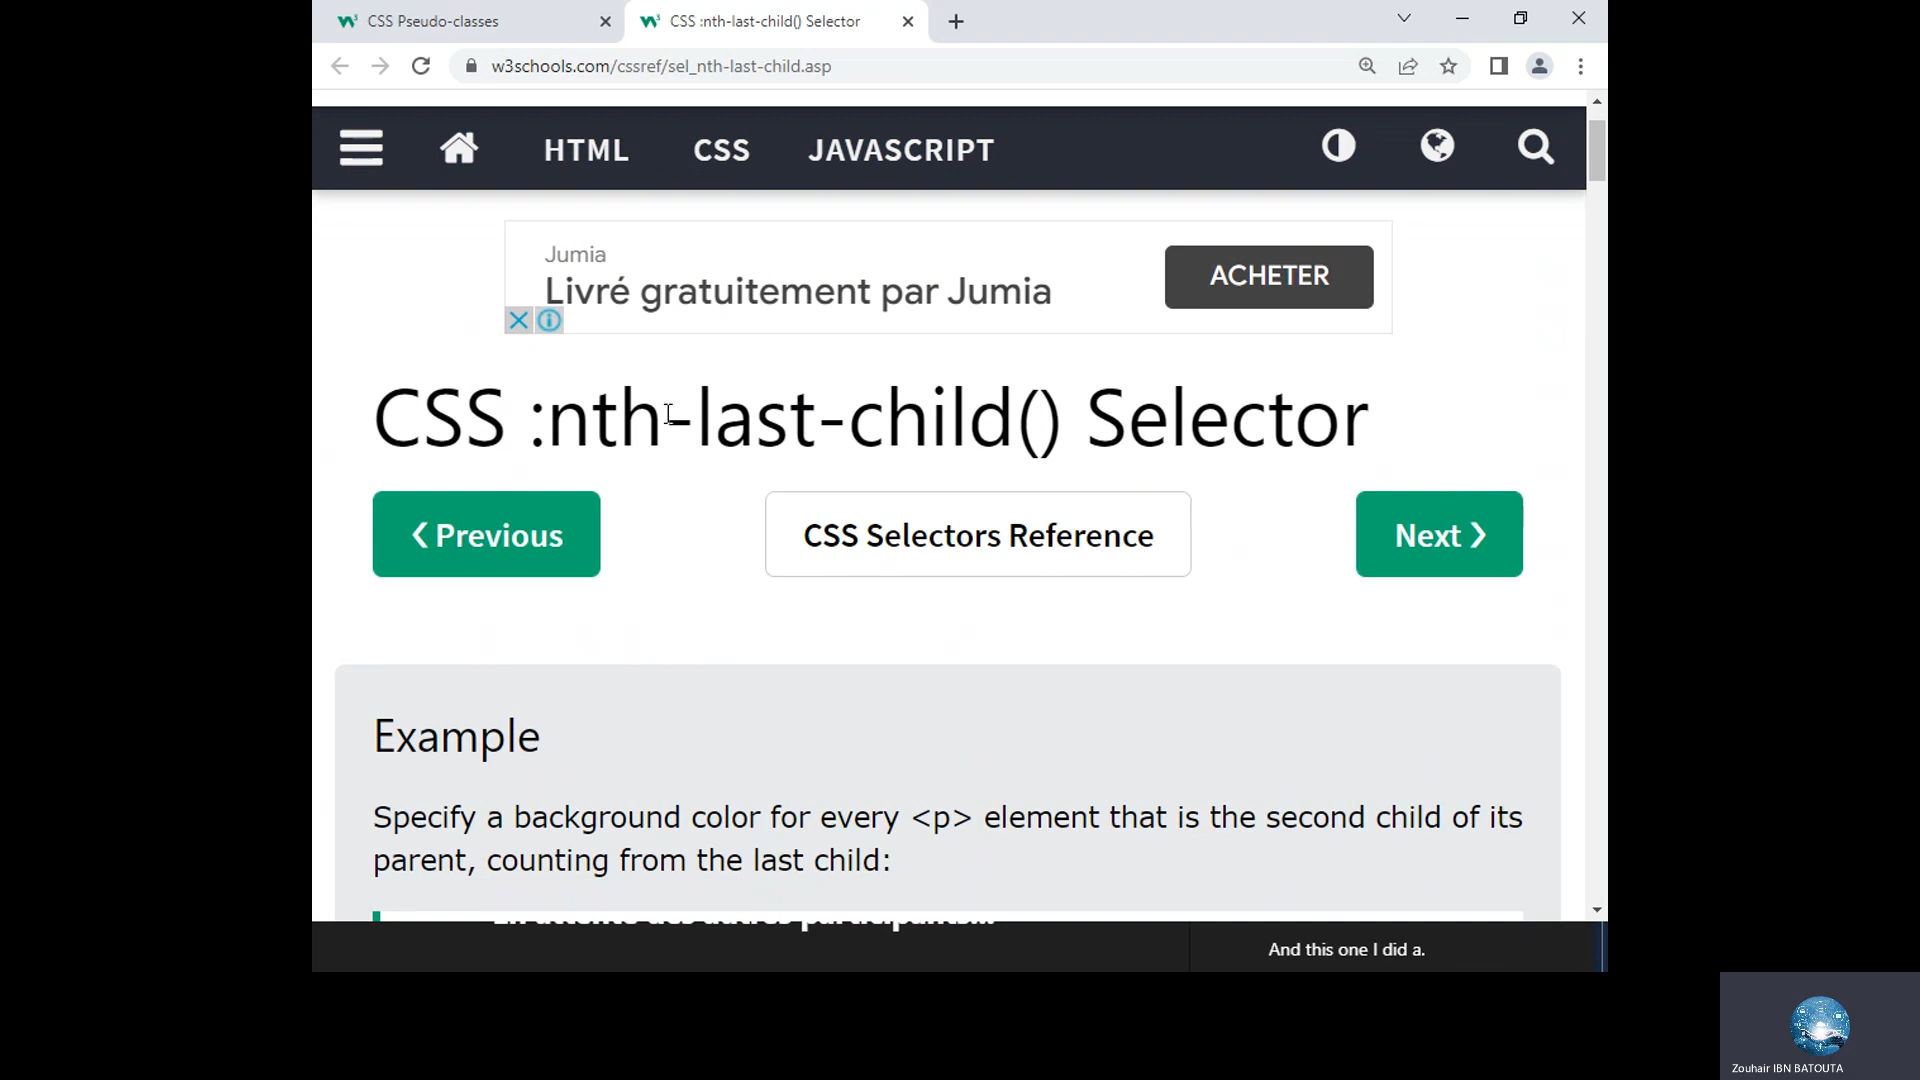 CSS Pseudo-classes
CSS :nth-last-child() Selector
w3schools.com/cssref/sel_nth-last-child.asp
HTML CSS JAVASCRIPT
Jumia
Livré gratuitement par Jumia
ACHETER
CSS :nth-last-child() Selector
❮ Previous
CSS Selectors Reference
Next ❯
Example
Specify a background color for every <p> element that is the second child of its
parent, counting from the last child:
And this one I did a.
Zouhair IBN BATOUTA